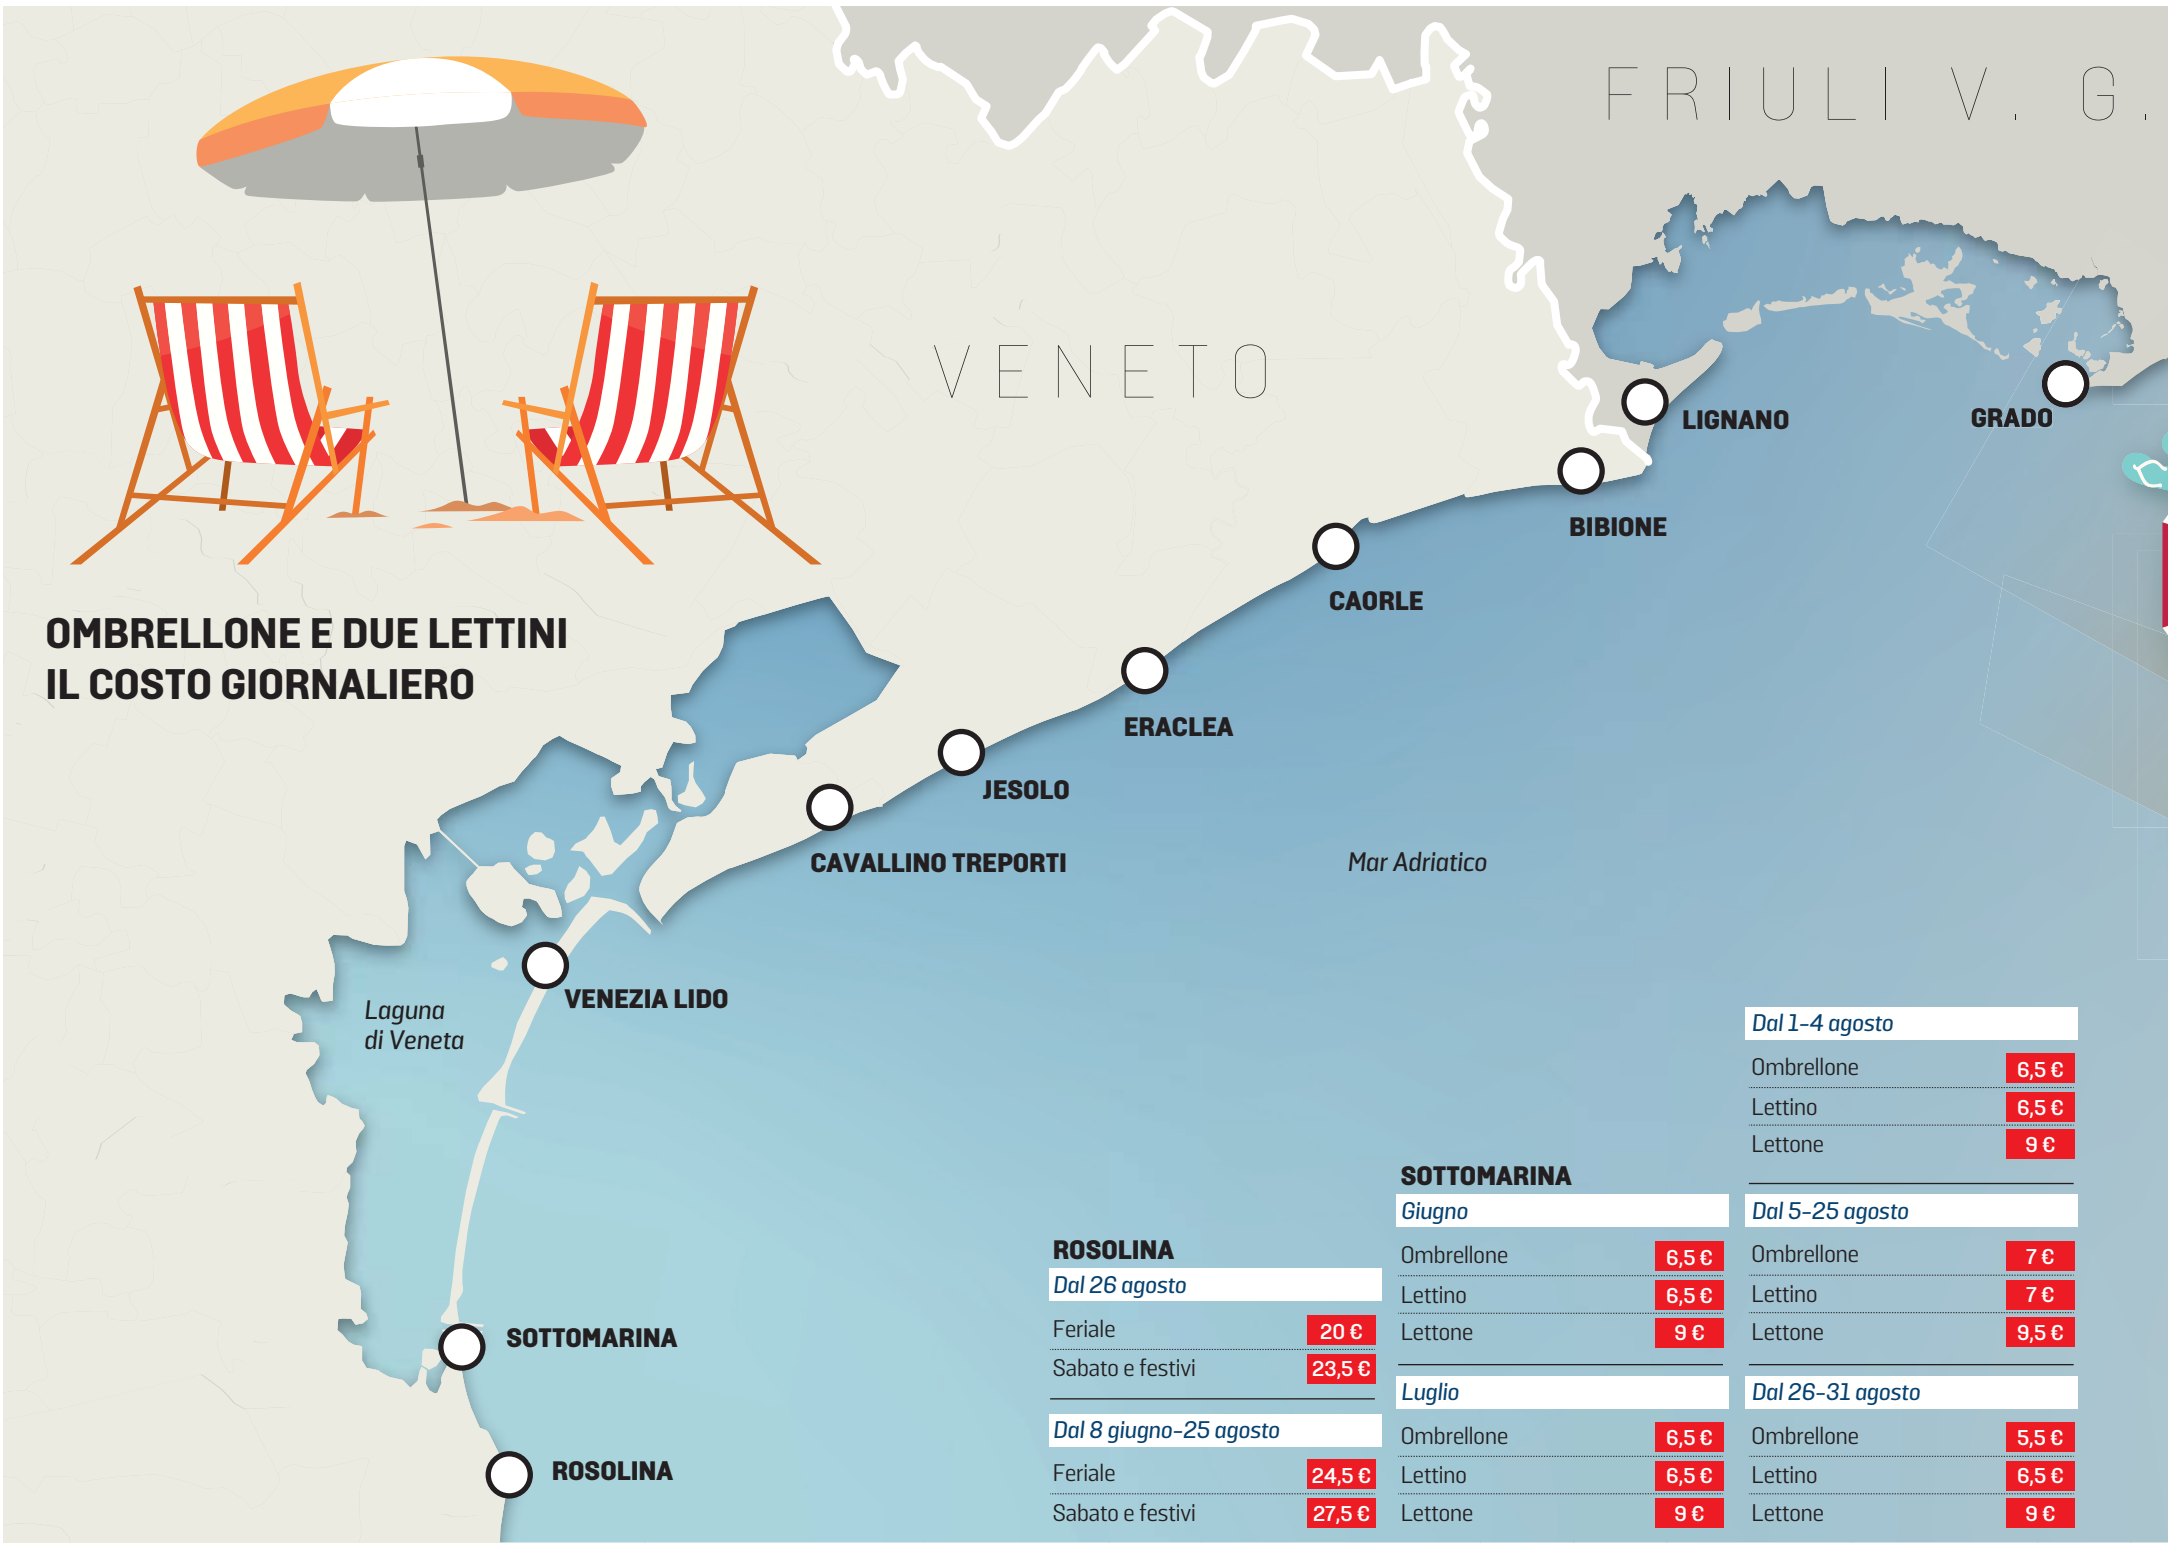 FRIULI V. G.
VENETO
LIGNANO
GRADO
BIBIONE
CAORLE
OMBRELLONE E DUE LETTINI
IL COSTO GIORNALIERO
ERACLEA
JESOLO
CAVALLINO TREPORTI
Mar Adriatico
VENEZIA LIDO
Laguna
di Veneta
SOTTOMARINA
ROSOLINA
ROSOLINA
Dal 26 agosto
Feriale 20 €
Sabato e festivi 23,5 €
Dal 8 giugno-25 agosto
Feriale 24,5 €
Sabato e festivi 27,5 €
SOTTOMARINA
Giugno
Ombrellone 6,5 €
Lettino 6,5 €
Lettone 9 €
Luglio
Ombrellone 6,5 €
Lettino 6,5 €
Lettone 9 €
Dal 1-4 agosto
Ombrellone 6,5 €
Lettino 6,5 €
Lettone 9 €
Dal 5-25 agosto
Ombrellone 7 €
Lettino 7 €
Lettone 9,5 €
Dal 26-31 agosto
Ombrellone 5,5 €
Lettino 6,5 €
Lettone 9 €